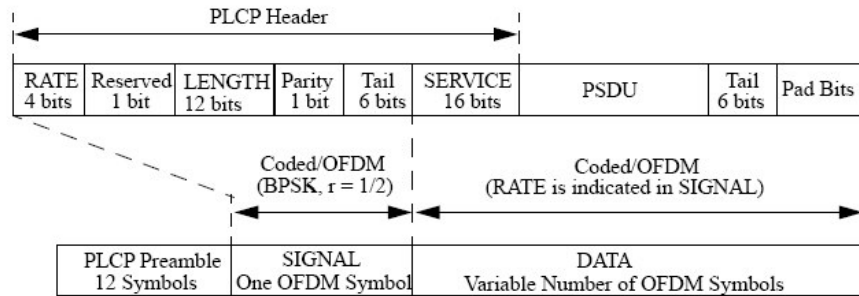 PLCP Header
RATE Reserved LENGTH Parity Tail SERVICE PSDU Tail Pad Bits
4 bits 1 bit 12 bits 1 bit 6 bits 16 bits 6 bits
Coded/OFDM Coded/OFDM
(BPSK, r = 1/2) (RATE is indicated in SIGNAL)
PLCP Preamble SIGNAL DATA
12 Symbols One OFDM Symbol Variable Number of OFDM Symbols